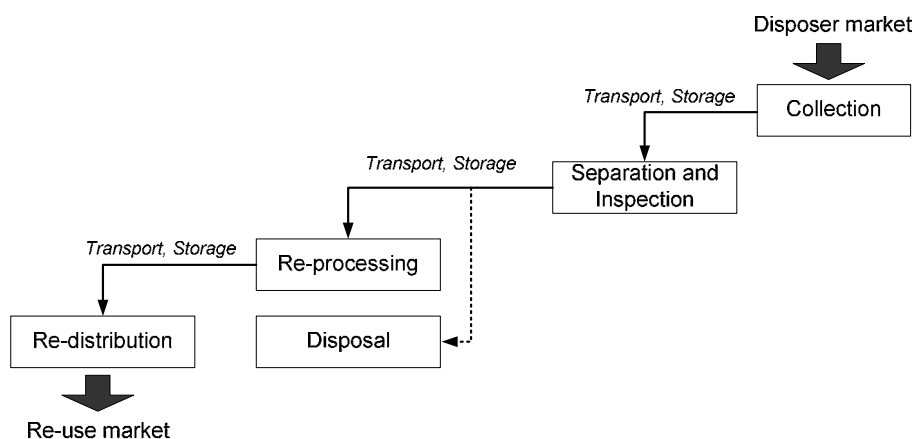 Disposer market
Collection
Transport, Storage
Separation and
Inspection
Transport, Storage
Re-processing
Transport, Storage
Re-distribution
Disposal
Re-use market